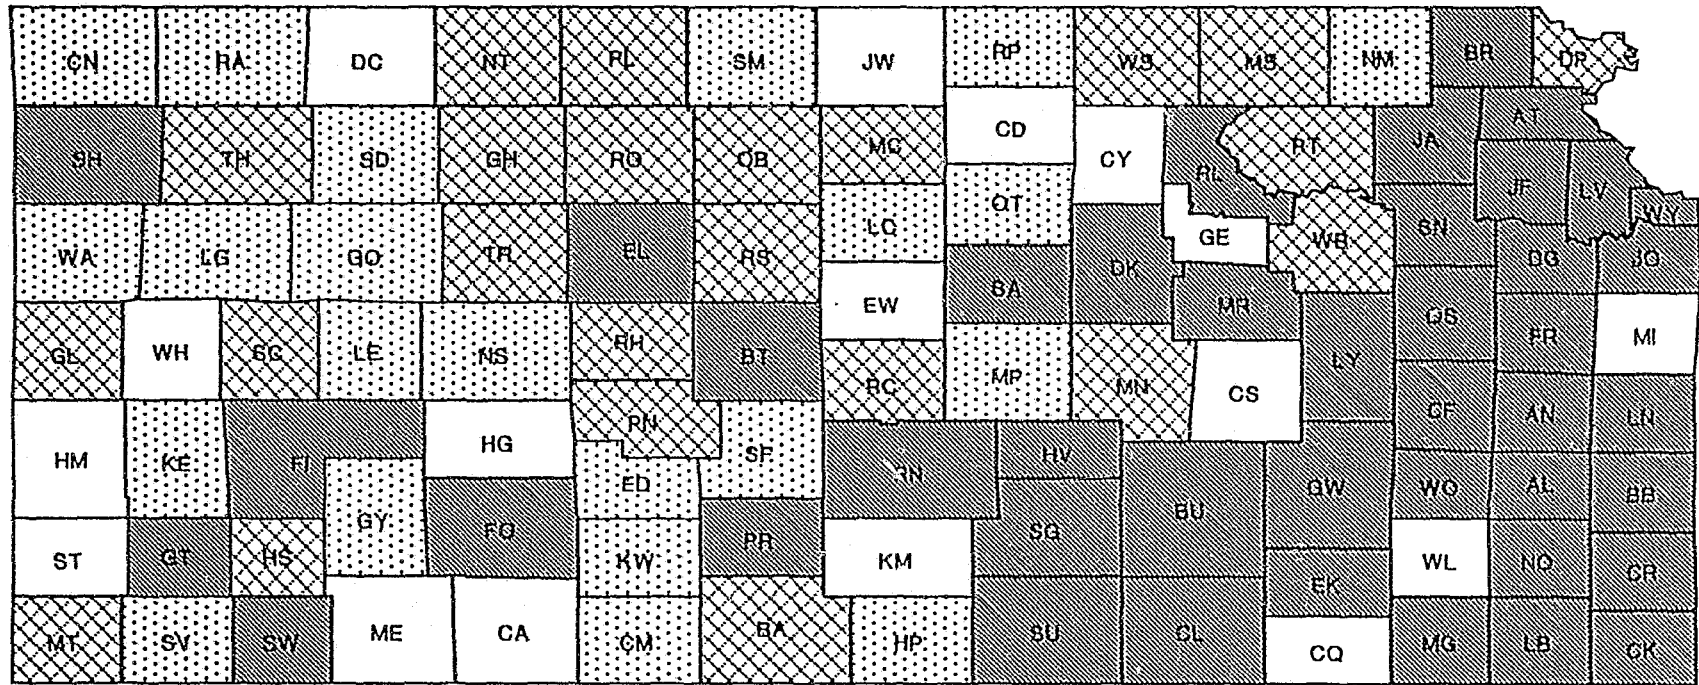 CN RA DC NT PL SM JW RP WS MS NM BR DP
SH TH SD GH RO OB MC CD CY RL PT JA AT
JF LV WY
WA LG GO TR EL RS LC OT DK GE WB SN DG JO
GL WH SC LE NS RH BT EW SA MR OS FR MI
RC MP MN CS LY
HM KE FI HG PN SF RN HV CF AN LN
ED BU GW WO AL BB
ST GT HS GY FO KW PR KM SG EK WL NO CR
MT SV SW ME CA CM BA HP SU CL CQ MG LB CK